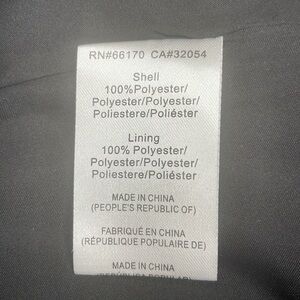 RN#66170 CA#32054
Shell
100%Polyester/
Polyester/Polyester/
Poliestere/Poliéster
Lining
100% Polyester/
Polyester/Polyester/
Poliestere/Poliéster
MADE IN CHINA
(PEOPLE'S REPUBLIC OF)
FABRIQUÉ EN CHINA
(RÉPUBLIQUE POPULAIRE DE)
MADE IN CHINA